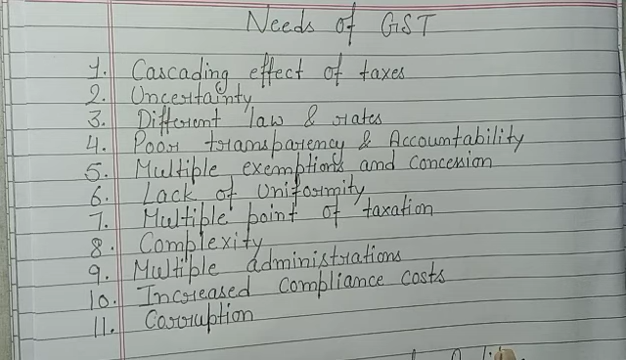 Needs of GST
1. Cascading effect of taxes
2. Uncertainty
3. Different law & rates
4. Poor transparency & Accountability
5. Multiple exemptions and concession
6. Lack of Uniformity
7. Multiple point of taxation
8. Complexity
9. Multiple administrations
10. Increased compliance costs
11. Corruption